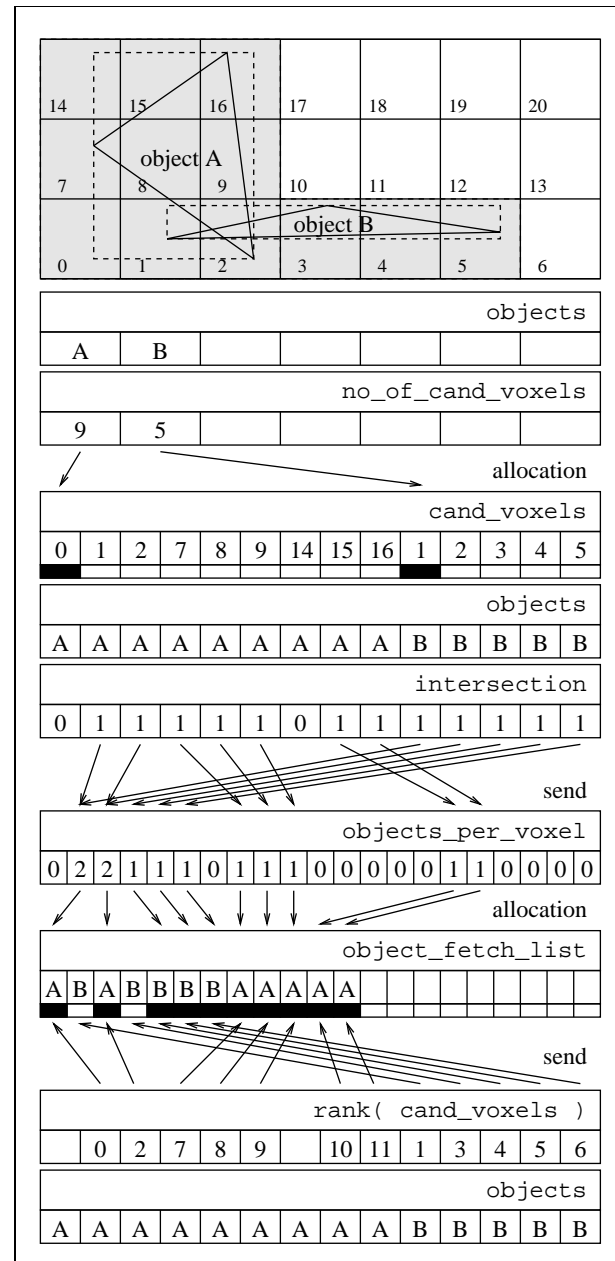 14 15 16 17 18 19 20
object A
7 8 9 10 11 12 13
object B
0 1 2 3 4 5 6
objects
A B
no_of_cand_voxels
9 5
allocation
cand_voxels
0 1 2 7 8 9 14 15 16 1 2 3 4 5
objects
A A A A A A A A A B B B B B
intersection
0 1 1 1 1 1 0 1 1 1 1 1 1 1
send
objects_per_voxel
0 2 2 1 1 1 0 1 1 1 0 0 0 0 0 1 1 0 0 0 0
allocation
object_fetch_list
A B A B B B B A A A A A
send
rank( cand_voxels )
0 2 7 8 9 10 11 1 3 4 5 6
objects
A A A A A A A A A B B B B B